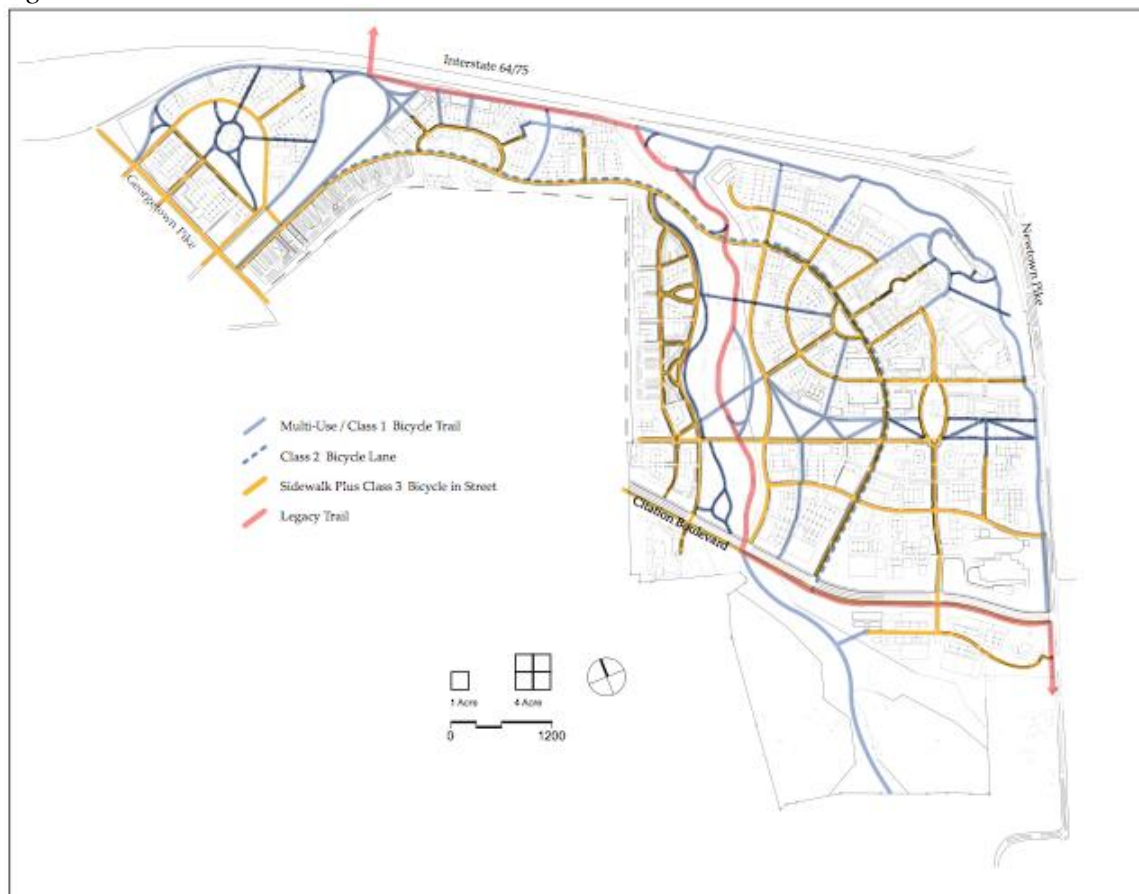 Interstate 64/75
Georgetown Pike
Newtown Pike
Multi-Use / Class 1 Bicycle Trail
Class 2 Bicycle Lane
Sidewalk Plus Class 3 Bicycle in Street
Legacy Trail
Citation Boulevard
1 Acre 4 Acre
0 1200